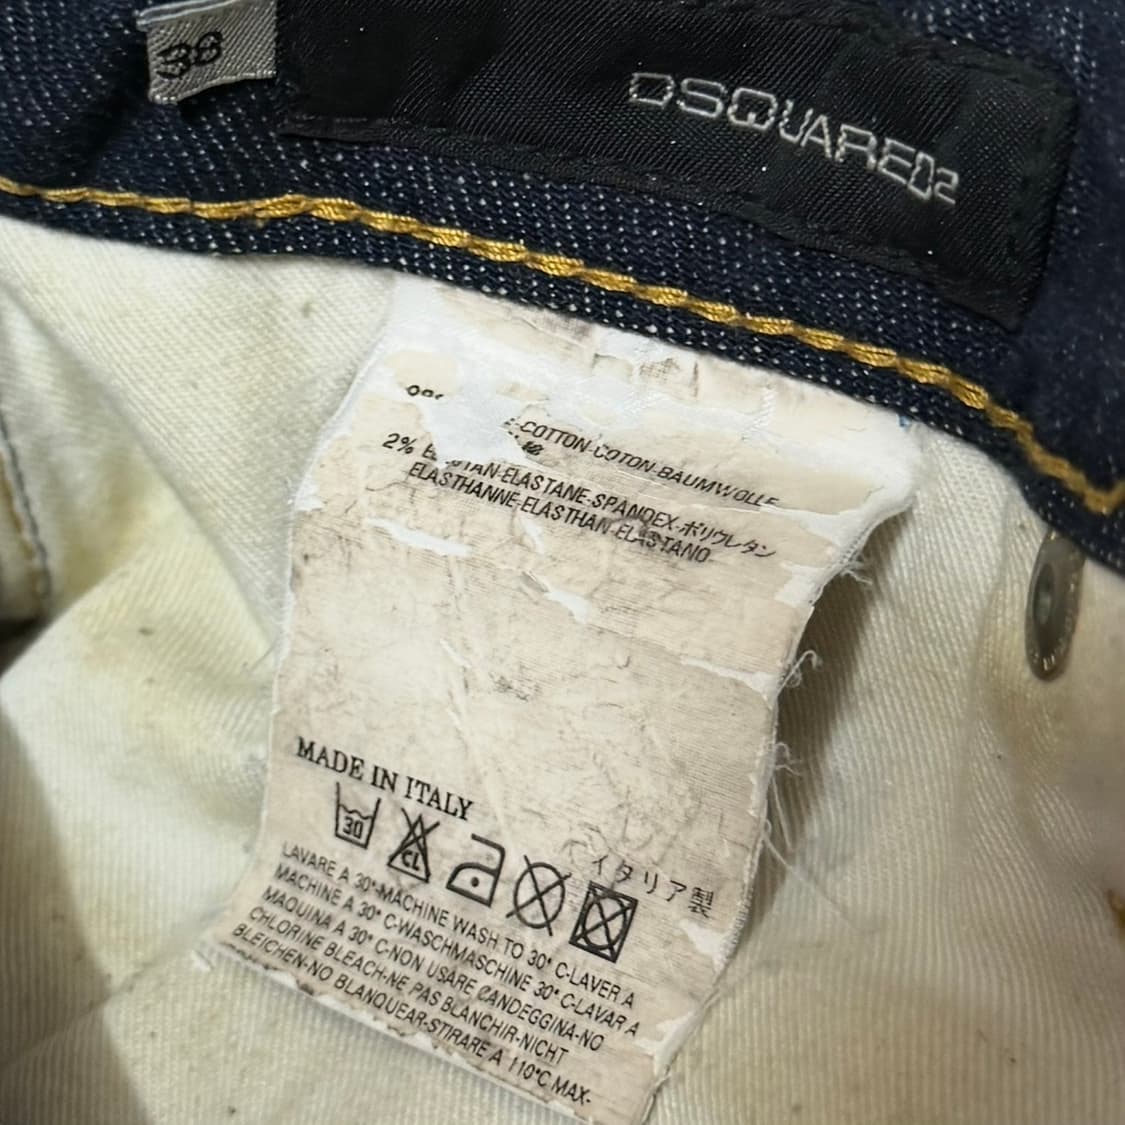 38
DSQUARED2
COTTON-COTON-BAUMWOLLE
2% ELASTAN-ELASTANE-SPANDEX-ポリウレタン
ELASTHANNE-ELASTHAN-ELASTANO
MADE IN ITALY
イタリア製
30
CL
LAVARE A 30°-MACHINE WASH TO 30° C-LAVER A
MACHINE A 30° C-WASCHMASCHINE 30° C-LAVAR A
MAQUINA A 30° C-NON USARE CANDEGGINA-NO
CHLORINE BLEACH-NE PAS BLANCHIR-NICHT
BLEICHEN-NO BLANQUEAR-STIRARE A 110°C MAX-